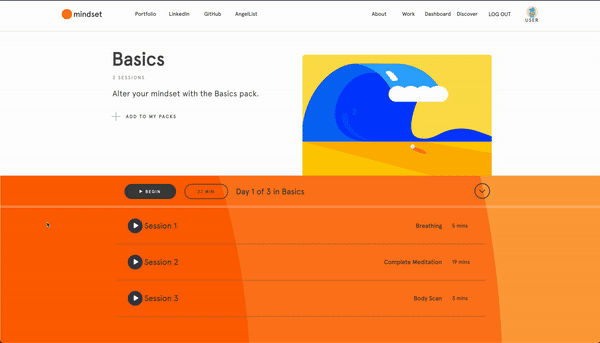 mindset Portfolio LinkedIn GitHub AngelList About Work Dashboard Discover LOG OUT USER
Basics
3 SESSIONS
Alter your mindset with the Basics pack.
ADD TO MY PACKS
BEGIN MIN Day 1 of 3 in Basics
Session 1 Breathing 5 mins
Session 2 Complete Meditation 19 mins
Session 3 Body Scan 3 mins